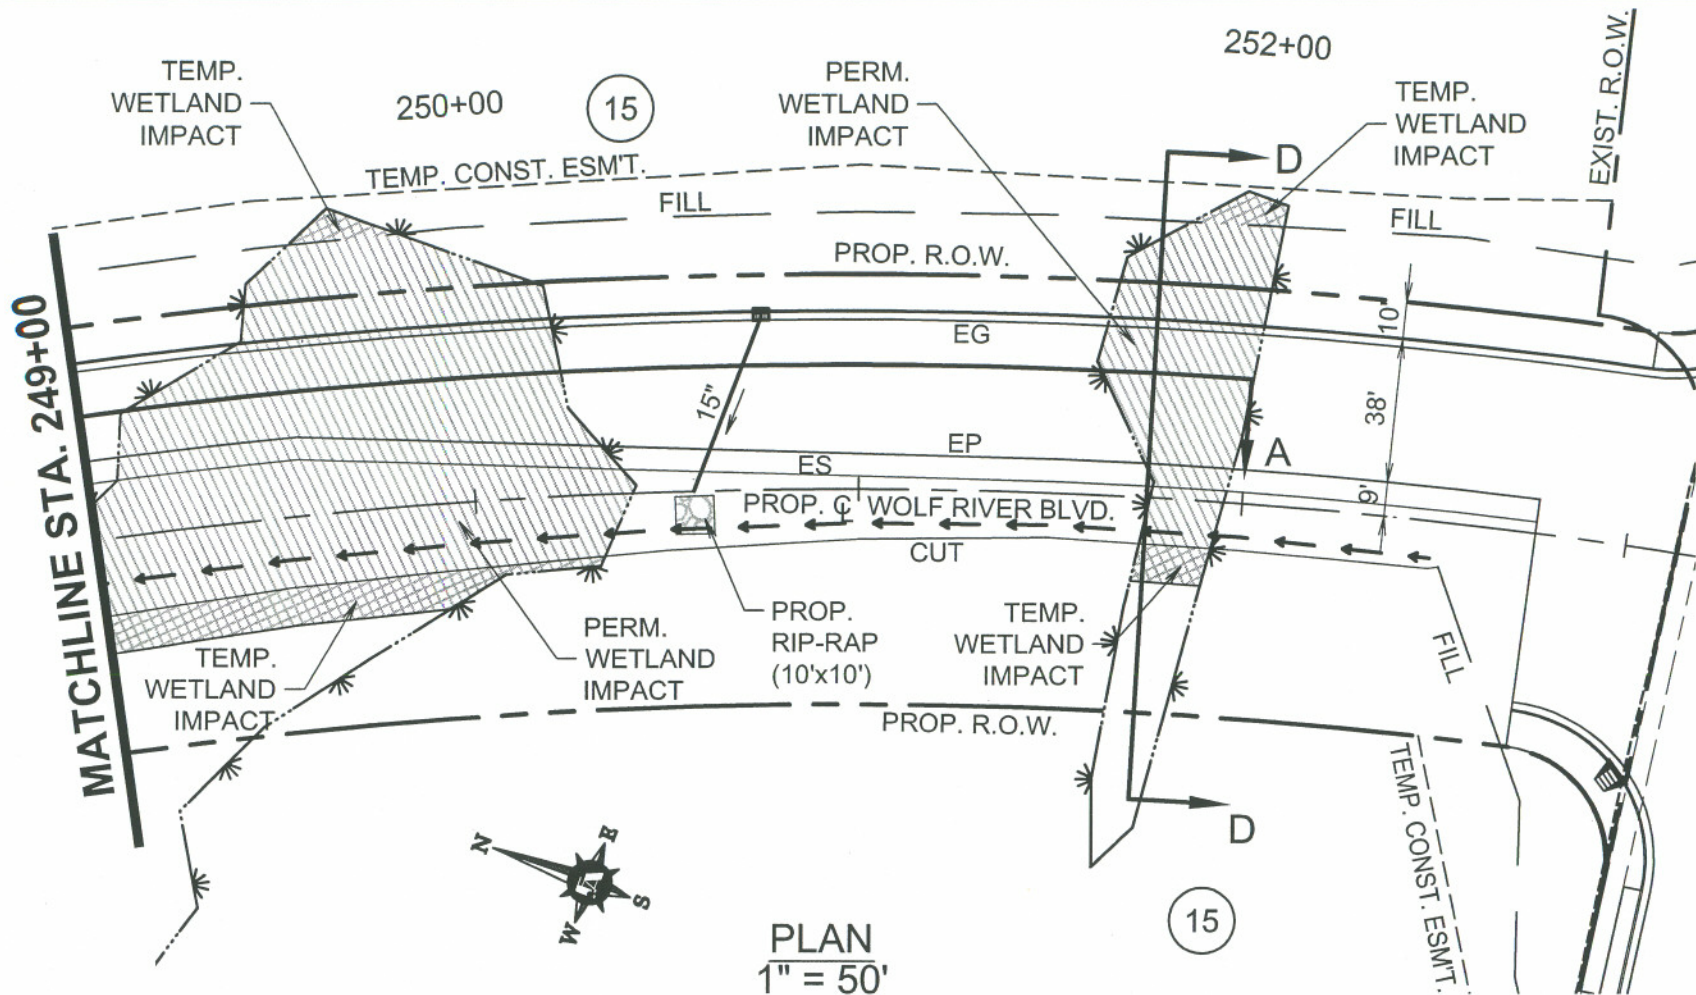 252+00
EXIST. R.O.W.
TEMP.
WETLAND
IMPACT
250+00
15
PERM.
WETLAND
IMPACT
TEMP.
WETLAND
IMPACT
D
TEMP. CONST. ESM'T.
FILL
FILL
PROP. R.O.W.
10'
EG
MATCHLINE STA. 249+00
15"
38'
EP
A
ES
9'
PROP. CL WOLF RIVER BLVD.
CUT
PROP.
RIP-RAP
(10'x10')
TEMP.
WETLAND
IMPACT
PERM.
WETLAND
IMPACT
TEMP.
WETLAND
IMPACT
FILL
PROP. R.O.W.
TEMP. CONST. ESM'T.
D
N
E
S
W
15
PLAN
1" = 50'